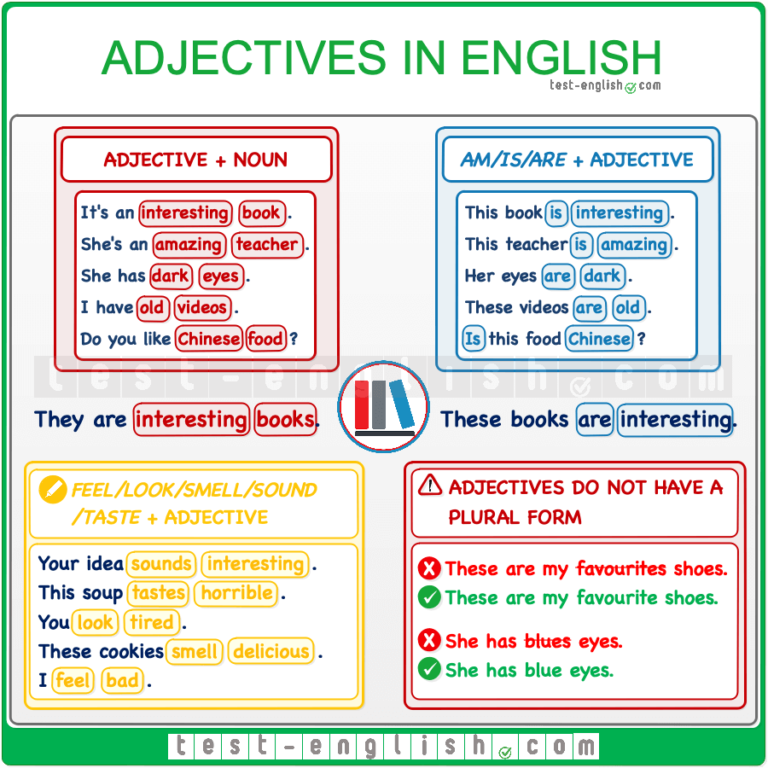 ADJECTIVES IN ENGLISH
test-english.com
ADJECTIVE + NOUN
It's an interesting book.
She's an amazing teacher.
She has dark eyes.
I have old videos.
Do you like Chinese food?
AM/IS/ARE + ADJECTIVE
This book is interesting.
This teacher is amazing.
Her eyes are dark.
These videos are old.
Is this food Chinese?
test-english.com
They are interesting books.
These books are interesting.
FEEL/LOOK/SMELL/SOUND
/TASTE + ADJECTIVE
Your idea sounds interesting.
This soup tastes horrible.
You look tired.
These cookies smell delicious.
I feel bad.
ADJECTIVES DO NOT HAVE A
PLURAL FORM
These are my favourites shoes.
These are my favourite shoes.
She has blues eyes.
She has blue eyes.
test-english.com